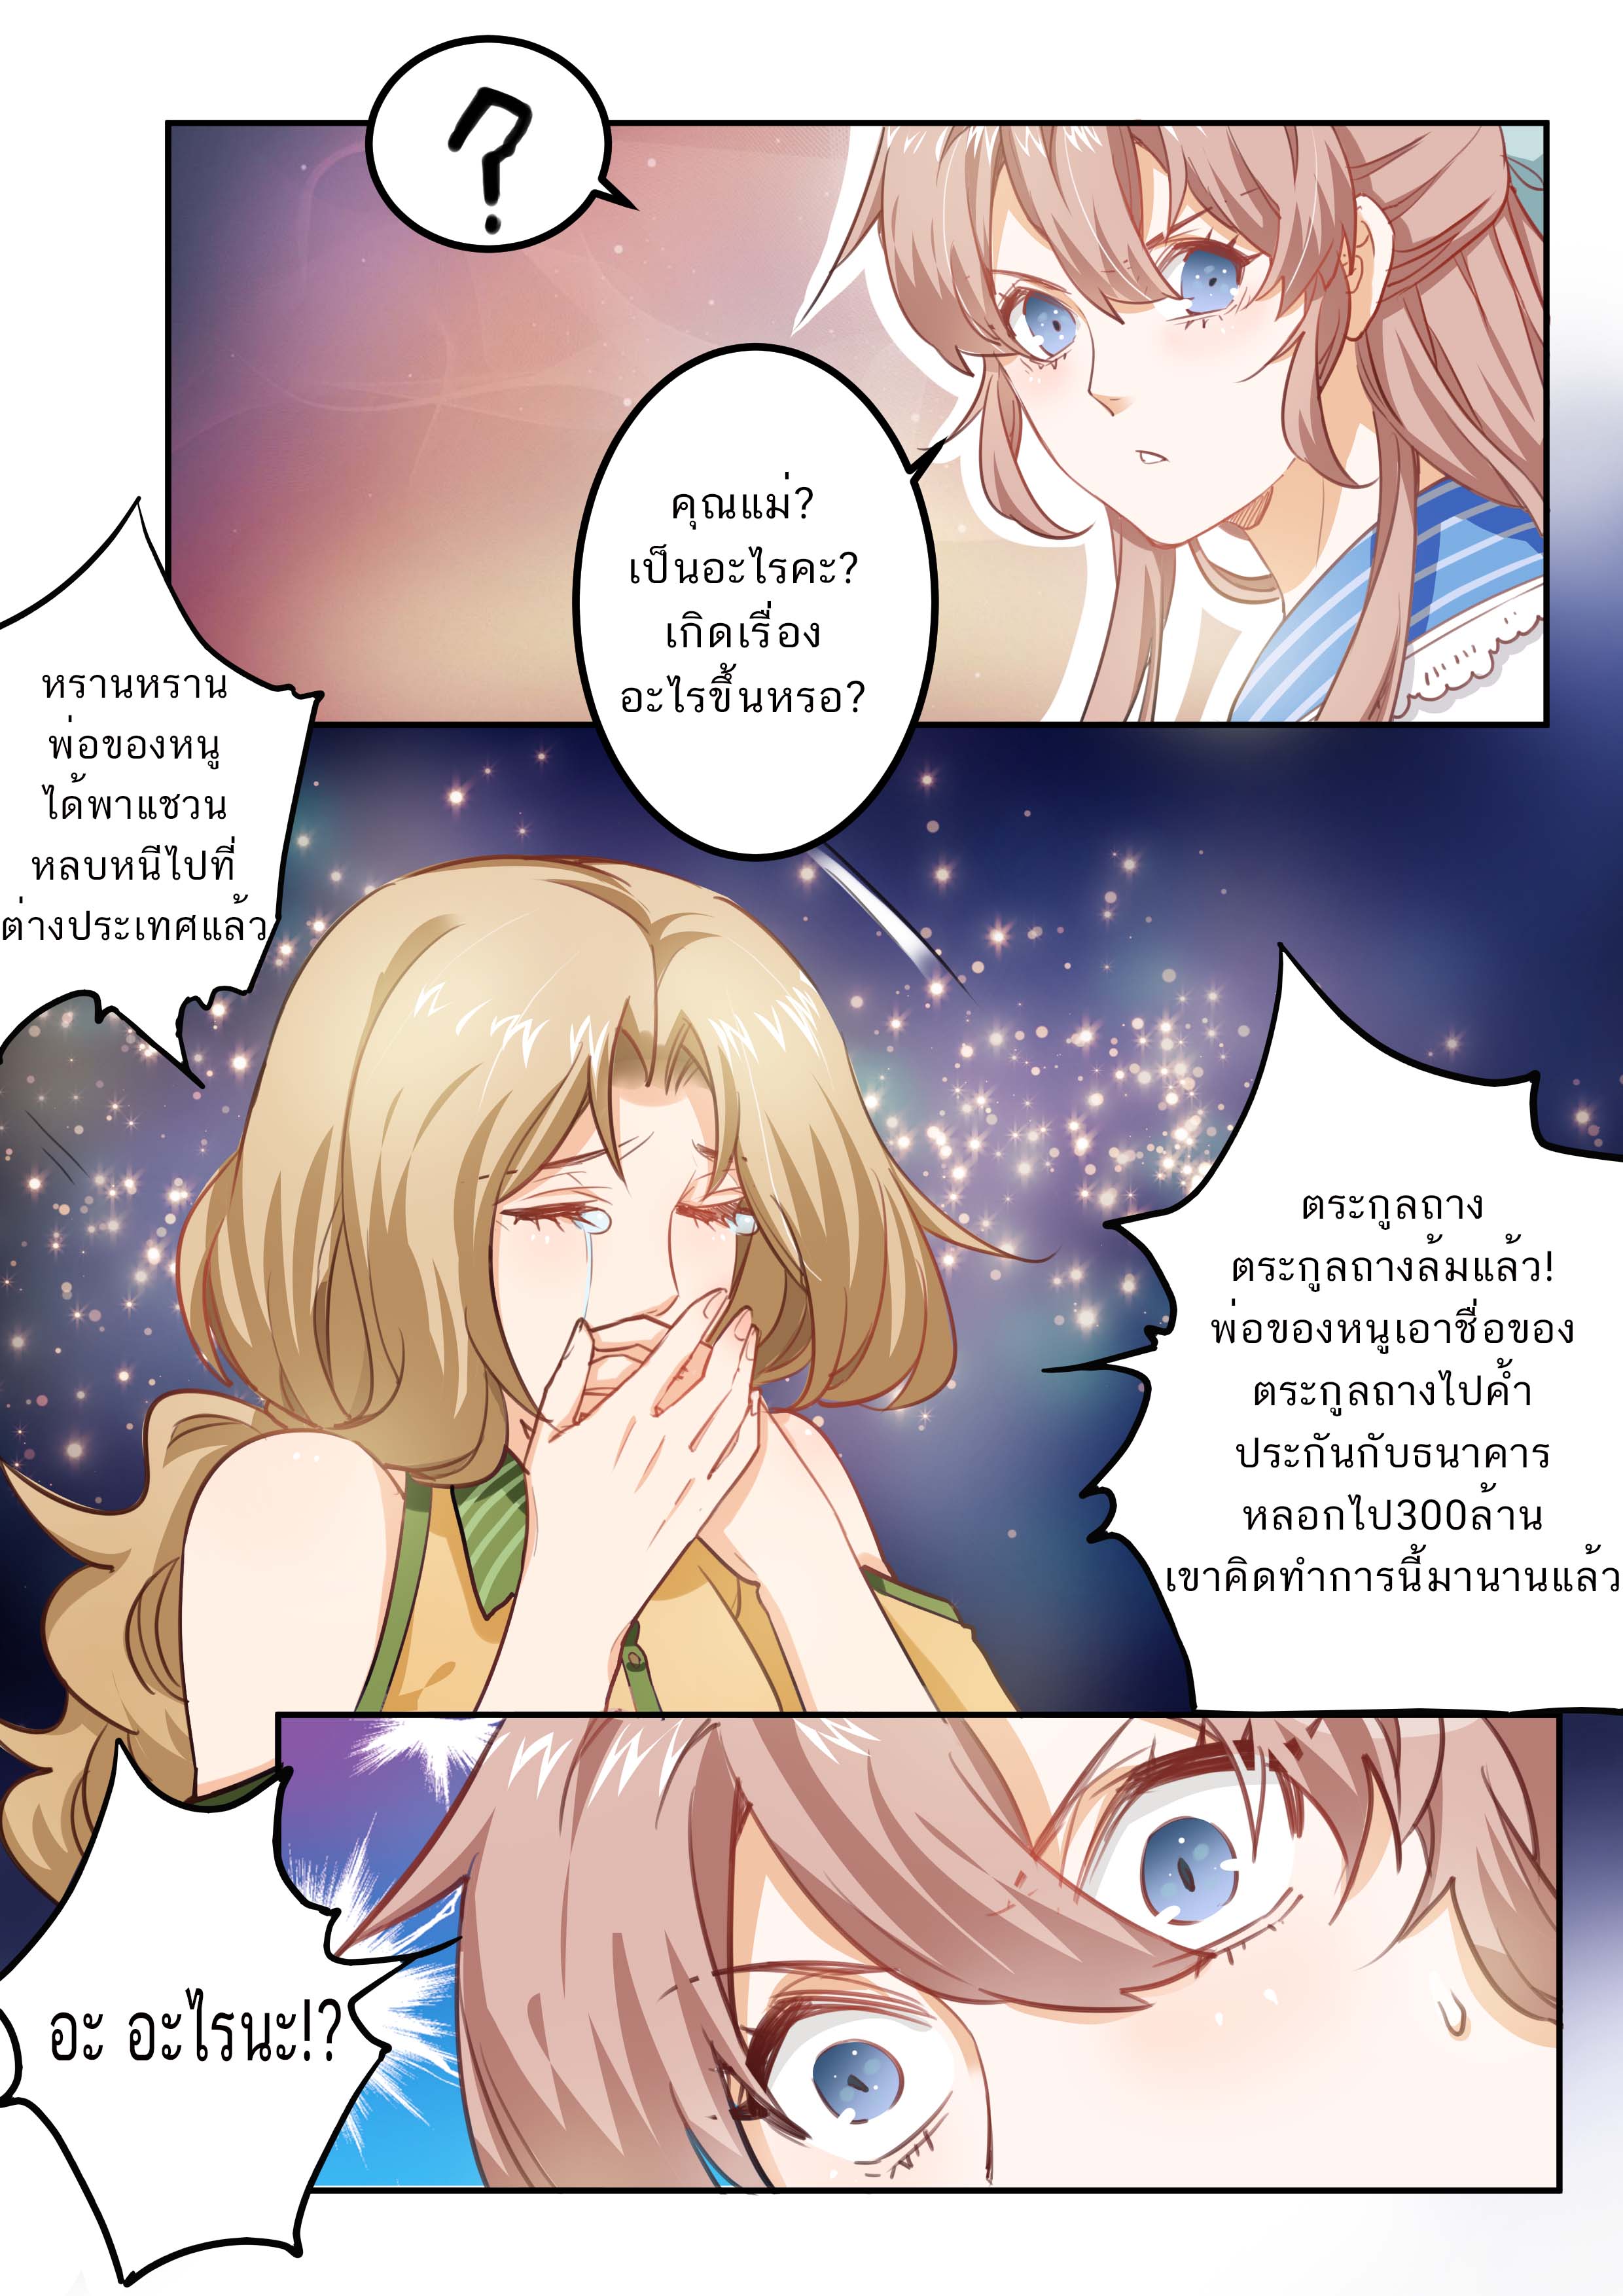 ?
คุณแม่?
เป็นอะไรคะ?
เกิดเรื่อง
อะไรขึ้นหรอ?
หรานหราน
พ่อของหนู
ได้พาแชวน
หลบหนีไปที่
ต่างประเทศแล้ว
ตระกูลถาง
ตระกูลถางล้มแล้ว!
พ่อของหนูเอาชื่อของ
ตระกูลถางไปค้ำ
ประกันกับธนาคาร
หลอกไป300ล้าน
เขาคิดทำการนี้มานานแล้ว
อะ อะไรนะ!?